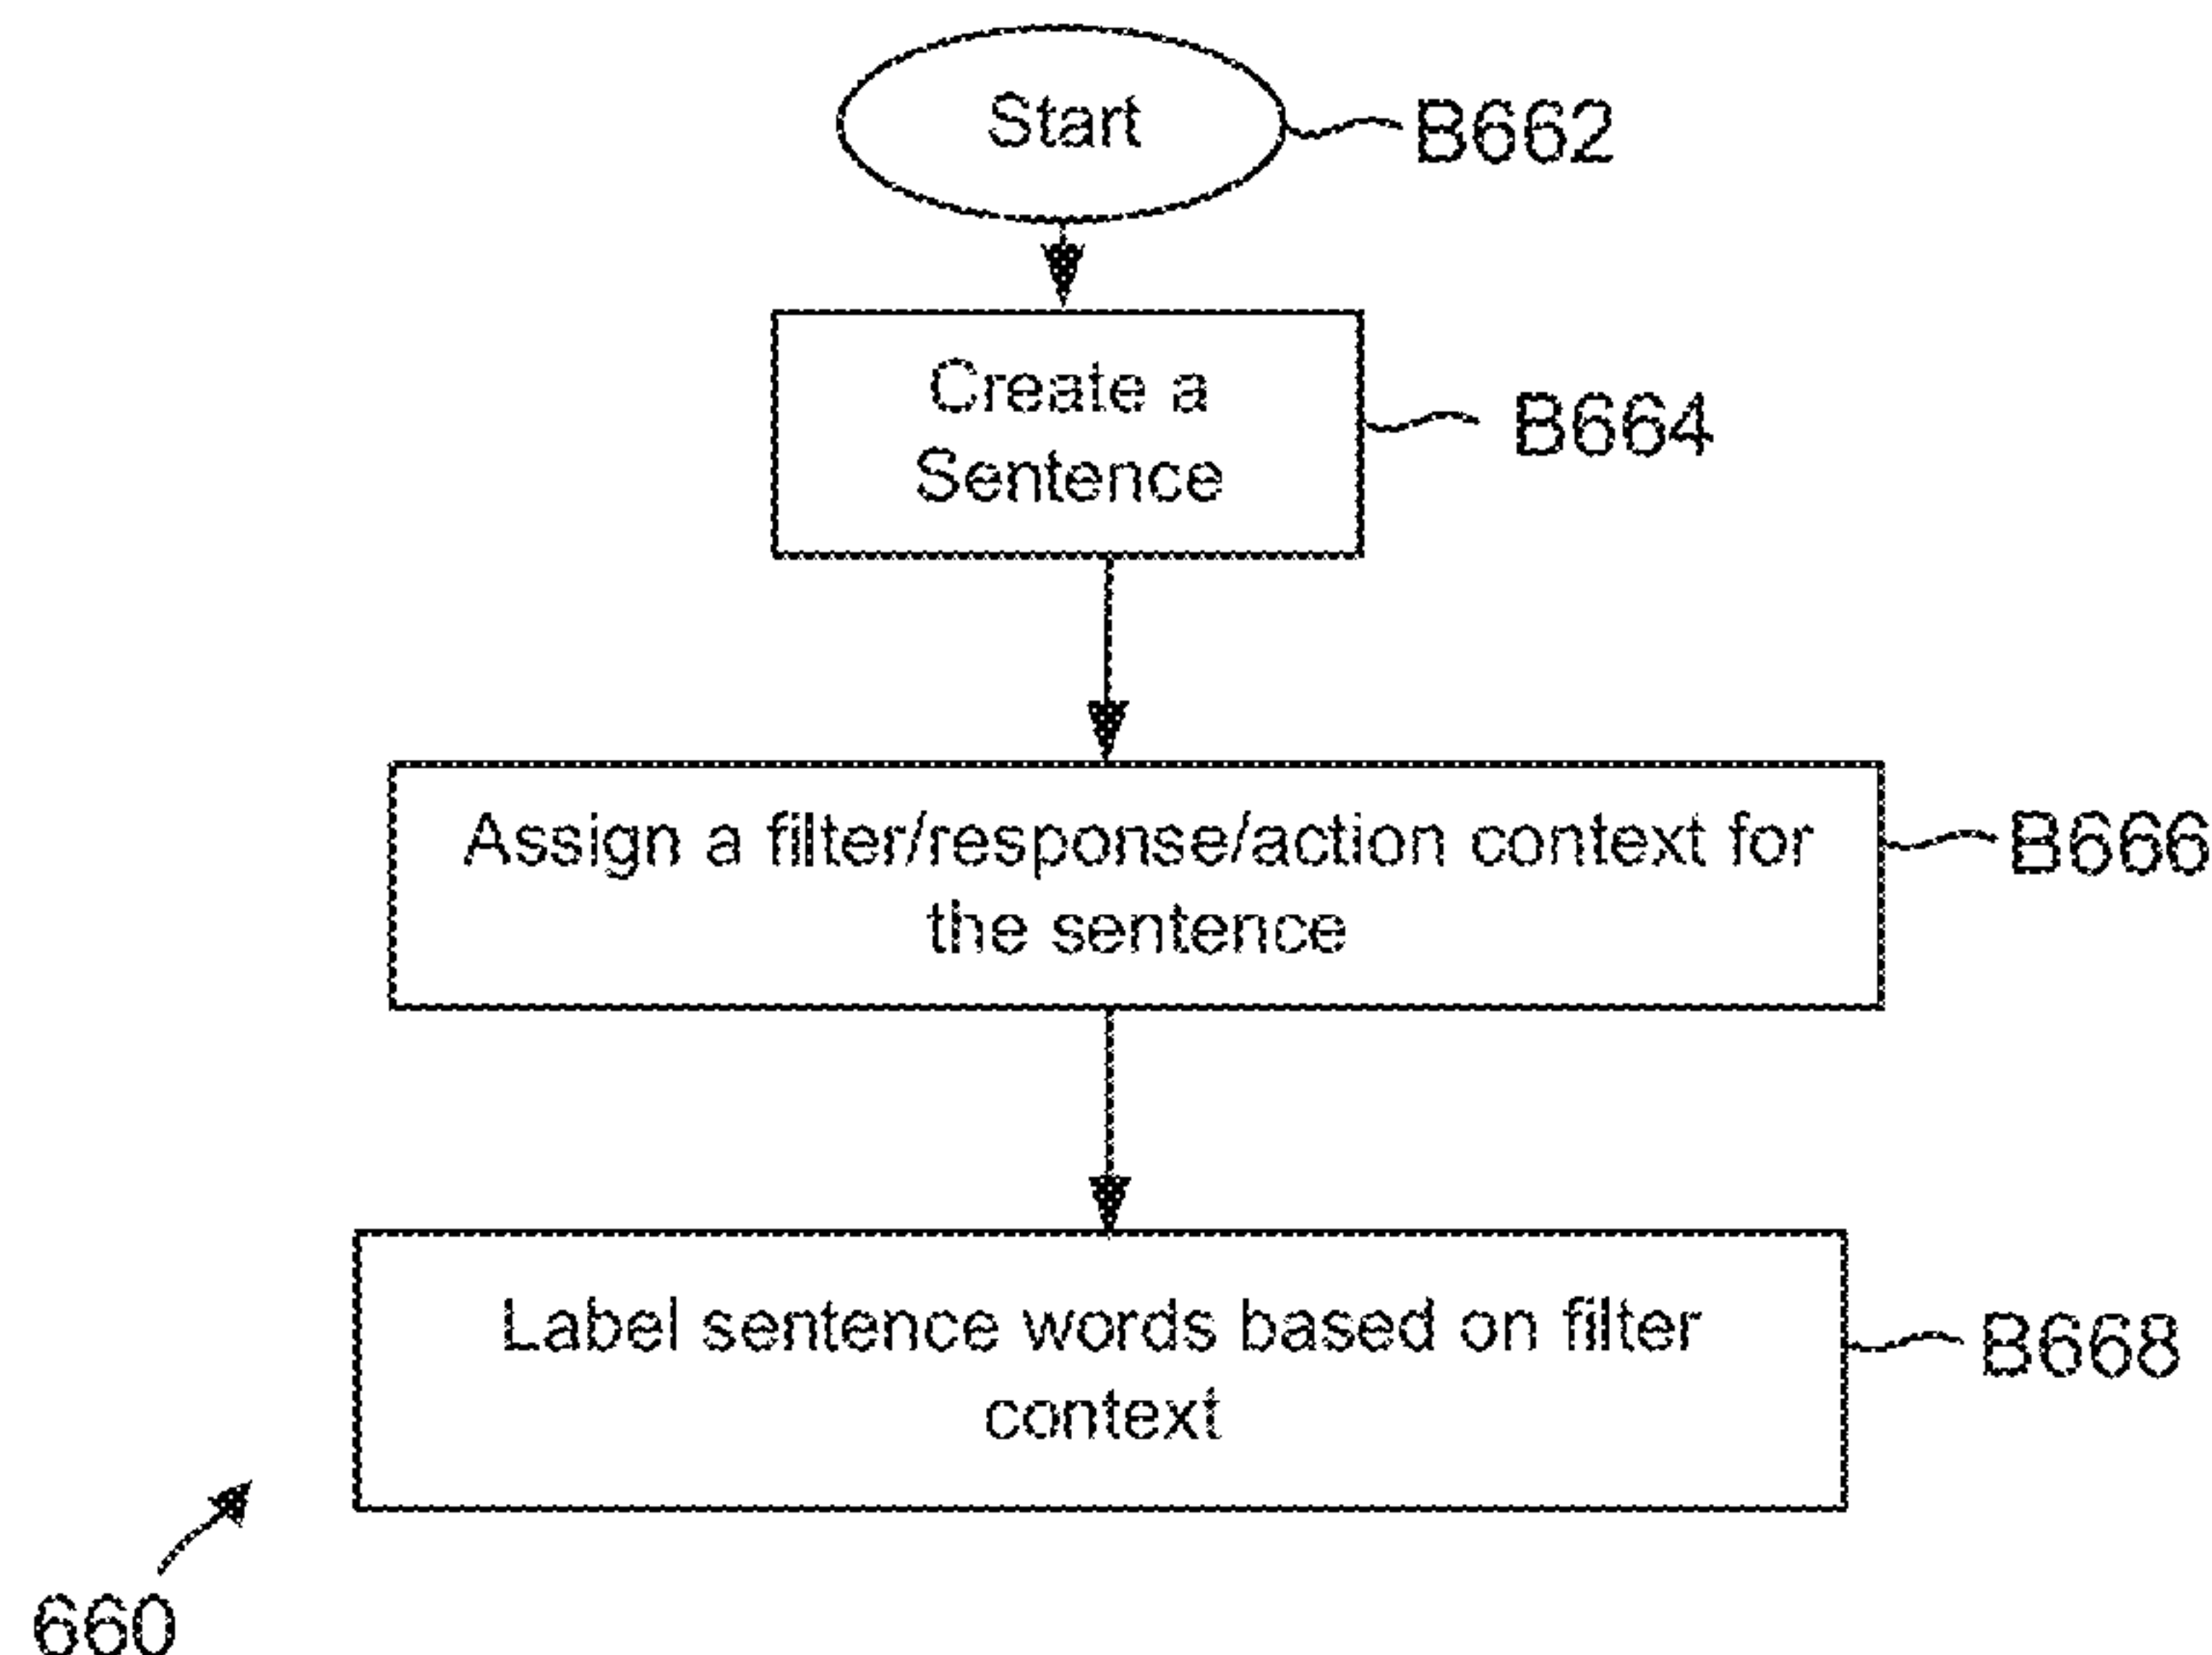 Start
B662
Create a
Sentence
B664
Assign a filter/response/action context for
the sentence
B666
Label sentence words based on filter
context
B668
660